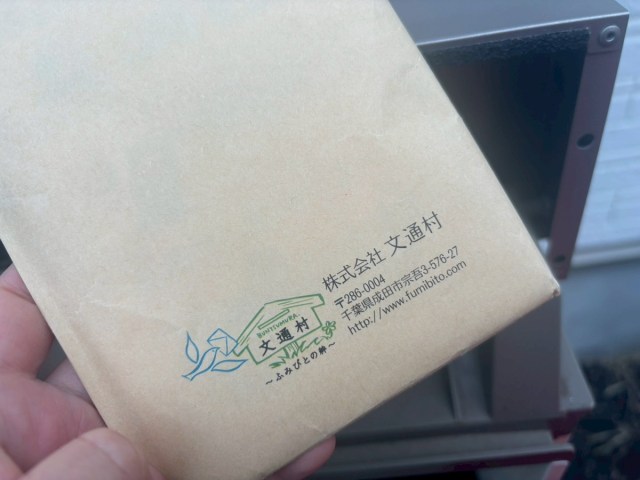 株式会社 文通村
〒286-0004
千葉県成田市宗吾3-576-27
http://www.fumibito.com
BUNTSUMURA
文通村
～ふみびとの絆～